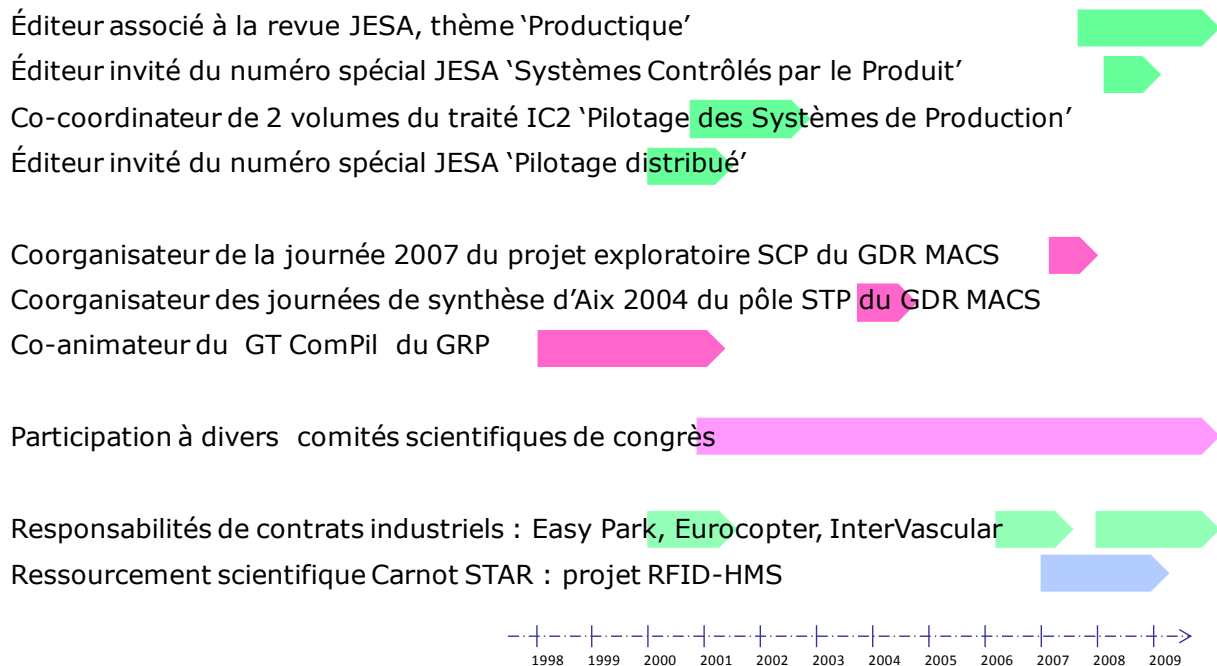 Éditeur associé à la revue JESA, thème ‘Productique’
Éditeur invité du numéro spécial JESA ‘Systèmes Contrôlés par le Produit’
Co-coordinateur de 2 volumes du traité IC2 ‘Pilotage des Systèmes de Production’
Éditeur invité du numéro spécial JESA ‘Pilotage distribué’
Coorganisateur de la journée 2007 du projet exploratoire SCP du GDR MACS
Coorganisateur des journées de synthèse d’Aix 2004 du pôle STP du GDR MACS
Co-animateur du GT ComPil du GRP
Participation à divers comités scientifiques de congrès
Responsabilités de contrats industriels : Easy Park, Eurocopter, InterVascular
Ressourcement scientifique Carnot STAR : projet RFID-HMS
1998 1999 2000 2001 2002 2003 2004 2005 2006 2007 2008 2009